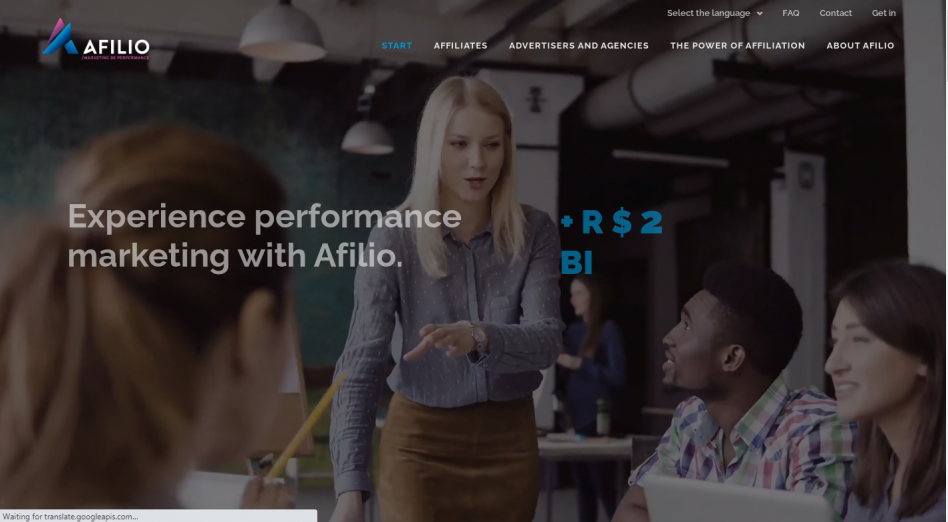 Select the language FAQ Contact Get in
AFILIO
/MARKETING DE PERFORMANCE
START AFFILIATES ADVERTISERS AND AGENCIES THE POWER OF AFFILIATION ABOUT AFILIO
Experience performance
marketing with Afilio.
+ R $ 2
BI
Waiting for translate.googleapis.com...